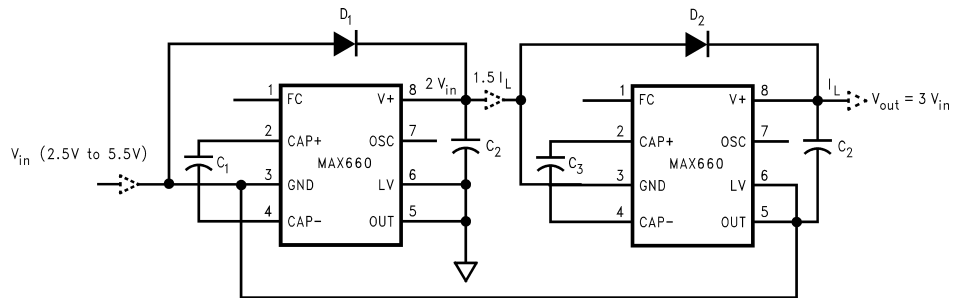 D1
D2
2 Vin
1.5 IL
IL
Vout = 3 Vin
Vin (2.5V to 5.5V)
C1
1 FC V+ 8
2 CAP+ OSC 7
MAX660
3 GND LV 6
4 CAP- OUT 5
C2
C3
1 FC V+ 8
2 CAP+ OSC 7
MAX660
3 GND LV 6
4 CAP- OUT 5
C2